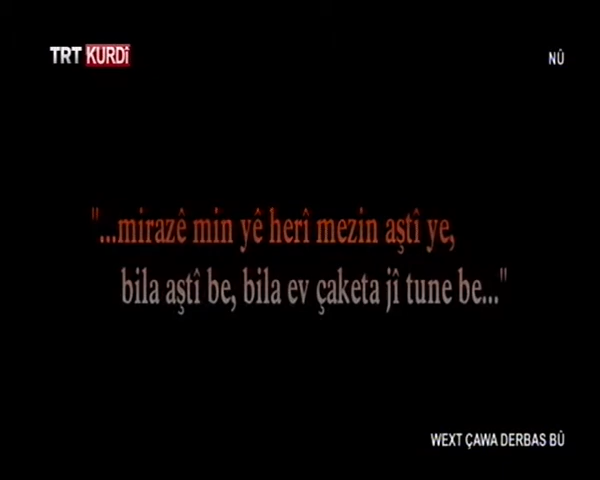 TRT KURDî
NÛ
"...mirazê min yê herî mezin aştî ye,
bila aştî be, bila ev çaketa jî tune be..."
WEXT ÇAWA DERBAS BÛ